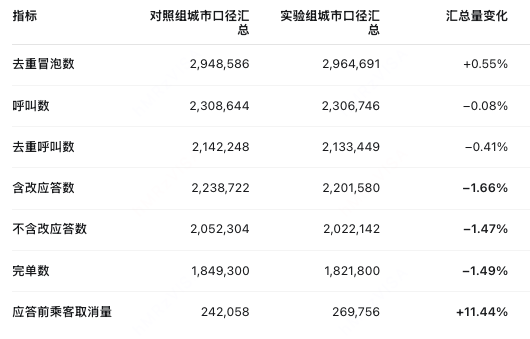 指标 对照组城市口径汇总 实验组城市口径汇总 汇总量变化
去重冒泡数 2,948,586 2,964,691 +0.55%
呼叫数 2,308,644 2,306,746 −0.08%
去重呼叫数 2,142,248 2,133,449 −0.41%
含改应答数 2,238,722 2,201,580 −1.66%
不含改应答数 2,052,304 2,022,142 −1.47%
完单数 1,849,300 1,821,800 −1.49%
应答前乘客取消量 242,058 269,756 +11.44%